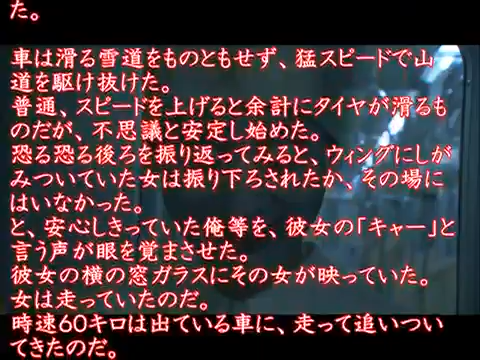 た。
車は滑る雪道をものともせず、猛スピードで山
道を駆け抜けた。
普通、スピードを上げると余計にタイヤが滑るも
のだが、不思議と安定し始めた。
恐る恐る後ろを振り返ってみると、ウィングにしが
みついていた女は振り下ろされたか、その場に
はいなかった。
と、安心しきっていた俺等を、彼女の「キャー」と
言う声が眼を覚まさせた。
彼女の横の窓ガラスにその女が映っていた。
女は走っていたのだ。
時速60キロは出ている車に、走って追いつい
てきたのだ。